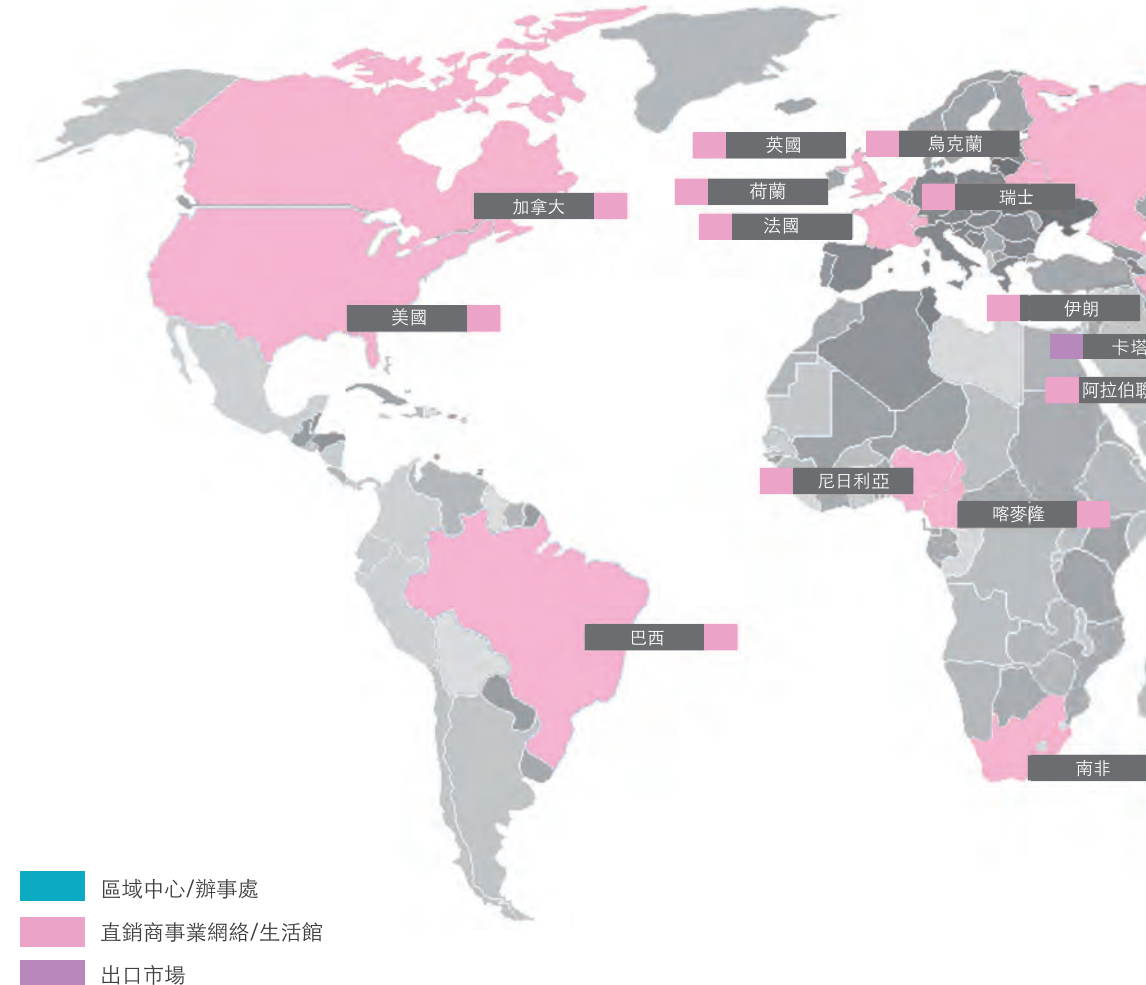 英國
烏克蘭
荷蘭
瑞士
加拿大
法國
美國
伊朗
卡塔
阿拉伯聯
尼日利亞
喀麥隆
巴西
南非
區域中心/辦事處
直銷商事業網絡/生活館
出口市場